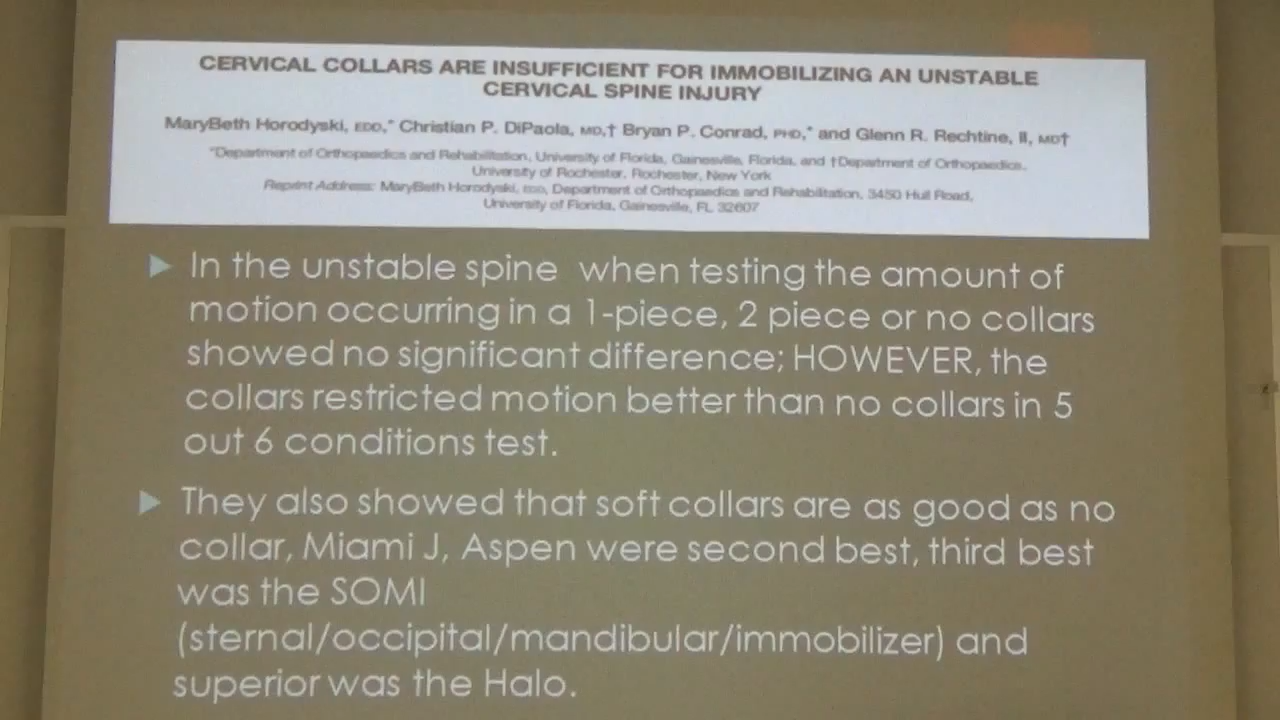 CERVICAL COLLARS ARE INSUFFICIENT FOR IMMOBILIZING AN UNSTABLE
CERVICAL SPINE INJURY
MaryBeth Horodyski, EDD,* Christian P. DiPaola, MD,† Bryan P. Conrad, PHD,* and Glenn R. Rechtine, II, MD†
*Department of Orthopaedics and Rehabilitation, University of Florida, Gainesville, Florida, and †Department of Orthopaedics,
University of Rochester, Rochester, New York
Reprint Address: MaryBeth Horodyski, EDD, Department of Orthopaedics and Rehabilitation, 3450 Hull Road,
University of Florida, Gainesville, FL 32607
In the unstable spine when testing the amount of
motion occurring in a 1-piece, 2 piece or no collars
showed no significant difference; HOWEVER, the
collars restricted motion better than no collars in 5
out 6 conditions test.
They also showed that soft collars are as good as no
collar, Miami J, Aspen were second best, third best
was the SOMI
(sternal/occipital/mandibular/immobilizer) and
superior was the Halo.